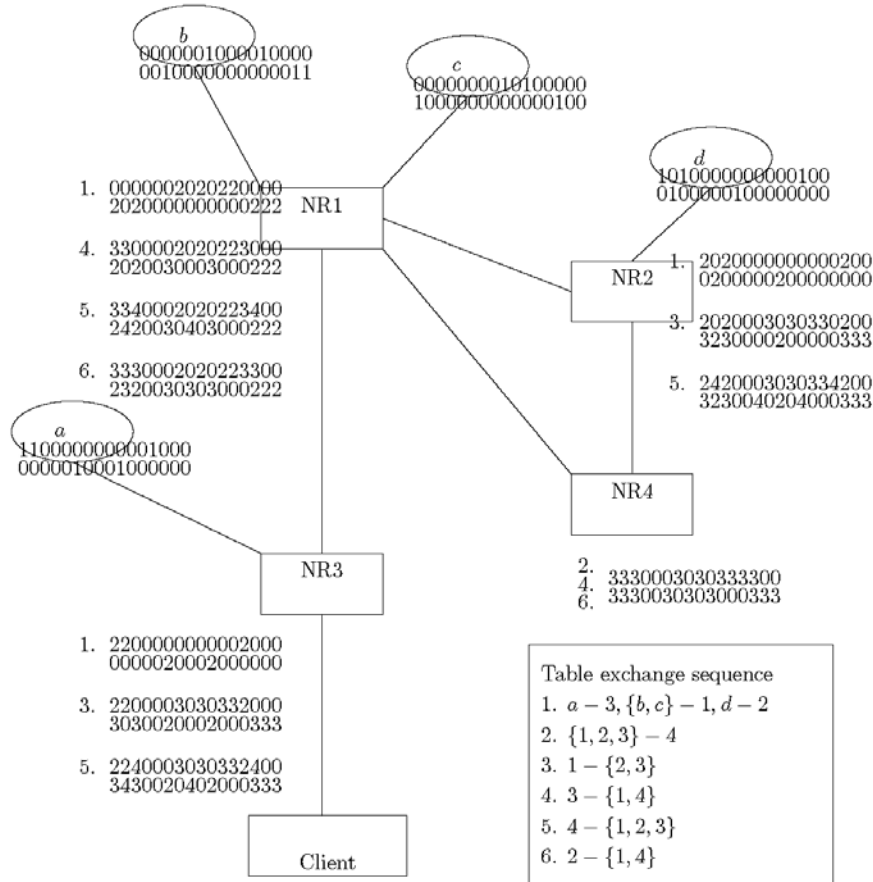 b
0000001000010000
0010000000000011
c
0000000010100000
1000000000000100
d
1010000000000100
0100000100000000
1. 0000002020220000
2020000000000222
NR1
4. 3300002020223000
2020030003000222
5. 3340002020223400
2420030403000222
6. 3330002020223300
2320030303000222
NR2
1. 2020000000000200
0200000200000000
3. 2020003030330200
3230000200000333
5. 2420003030334200
3230040204000333
a
1100000000001000
0000010001000000
NR4
2.
4.
6.
3330003030333300
3330030303000333
NR3
1. 2200000000002000
0000020002000000
3. 2200003030332000
3030020002000333
5. 2240003030332400
3430020402000333
Client
Table exchange sequence
1. a − 3, {b, c} − 1, d − 2
2. {1, 2, 3} − 4
3. 1 − {2, 3}
4. 3 − {1, 4}
5. 4 − {1, 2, 3}
6. 2 − {1, 4}